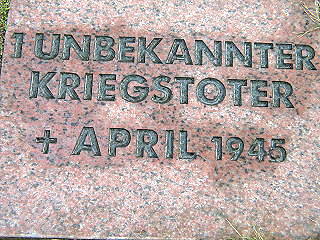 1 UNBEKANNTER
KRIEGSTOTER
+ APRIL 1945